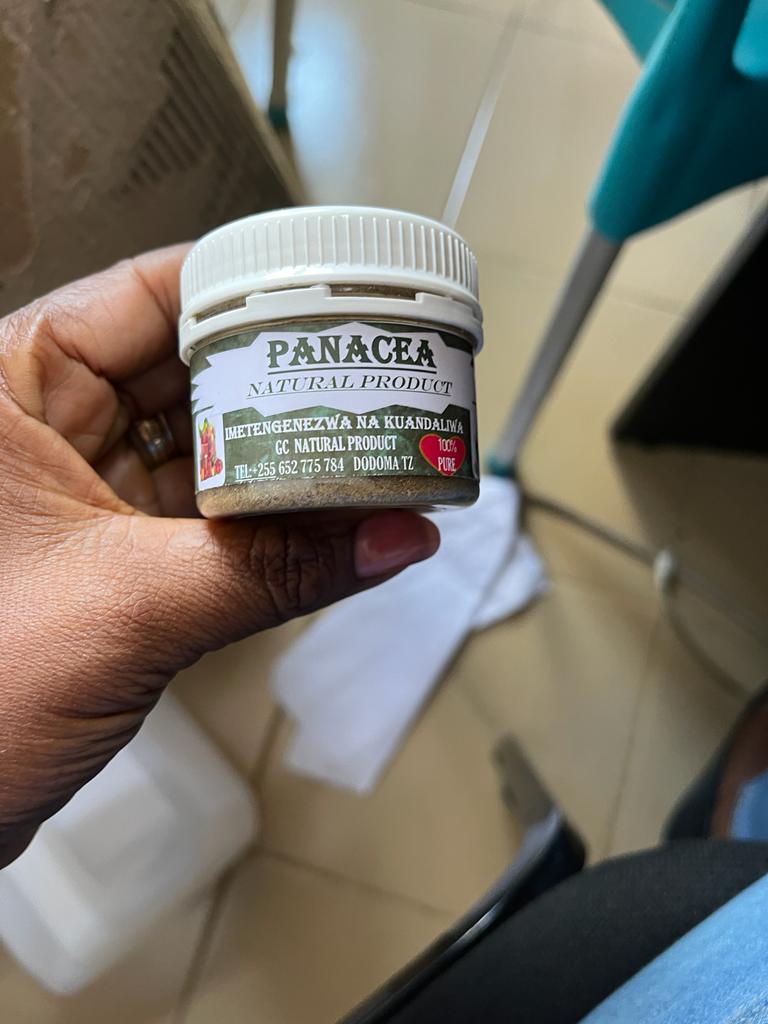 PANACEA
NATURAL PRODUCT
IMETENGENEZWA NA KUANDALIWA
GC NATURAL PRODUCT
100%
PURE
TEL:+255 652 775 784 DODOMA TZ